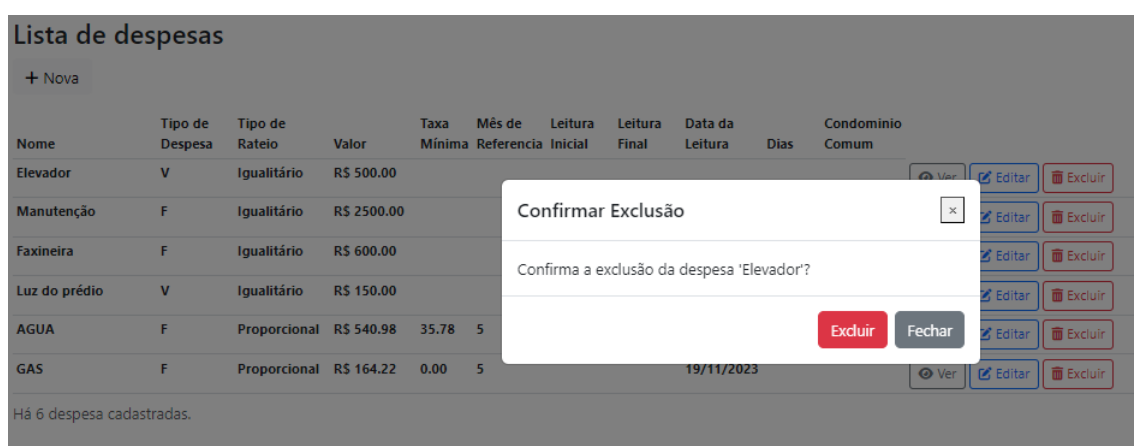 Lista de despesas
+ Nova
Nome Tipo de Despesa Tipo de Rateio Valor Taxa Mínima Mês de Referencia Leitura Inicial Leitura Final Data da Leitura Dias Condominio Comum
Elevador V Igualitário R$ 500.00 Ver Editar Excluir
Manutenção F Igualitário R$ 2500.00 Editar Excluir
Faxineira F Igualitário R$ 600.00 Editar Excluir
Luz do prédio V Igualitário R$ 150.00 Editar Excluir
AGUA F Proporcional R$ 540.98 35.78 5 Editar Excluir
GAS F Proporcional R$ 164.22 0.00 5 19/11/2023 Ver Editar Excluir
Há 6 despesa cadastradas.
Confirmar Exclusão ×
Confirma a exclusão da despesa 'Elevador'?
Excluir Fechar